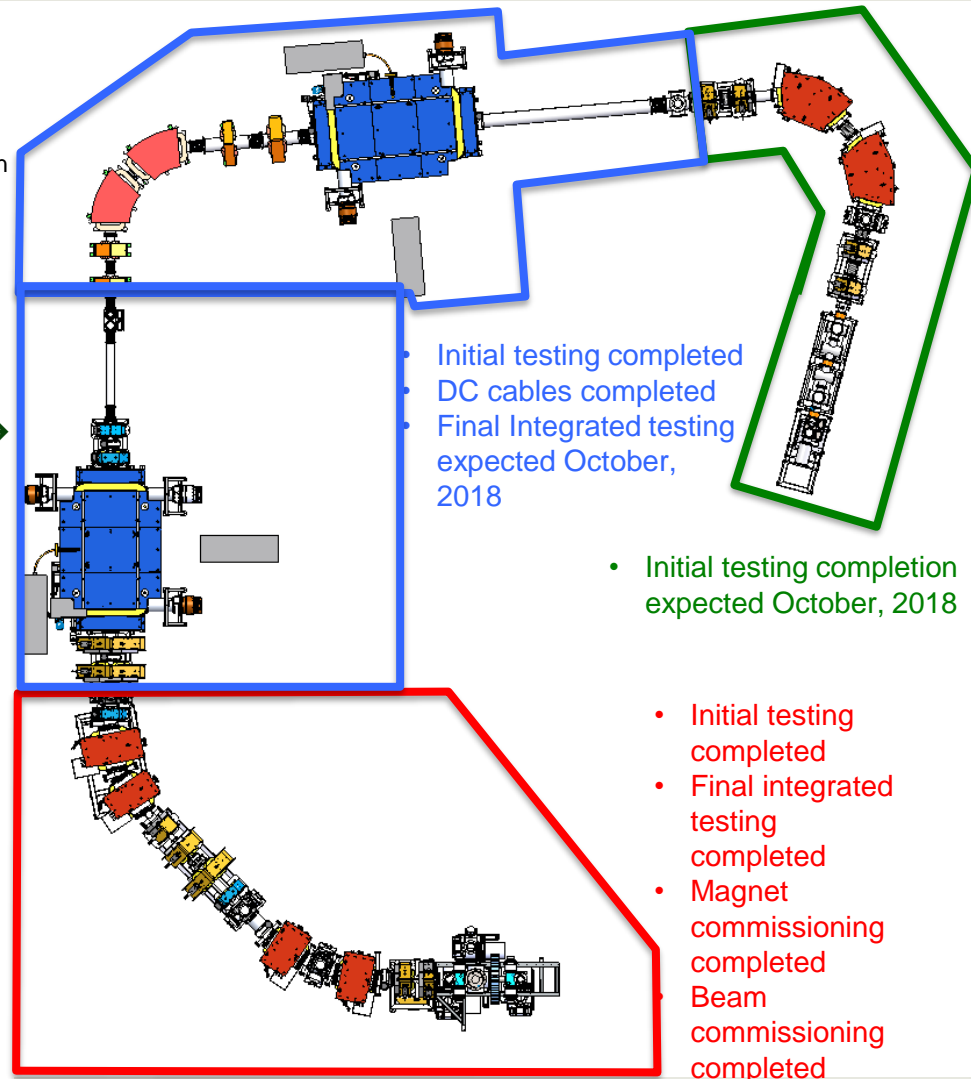 n
• Initial testing completed
• DC cables completed
• Final Integrated testing
expected October,
2018
• Initial testing completion
expected October, 2018
• Initial testing
completed
• Final integrated
testing
completed
• Magnet
commissioning
completed
• Beam
commissioning
completed